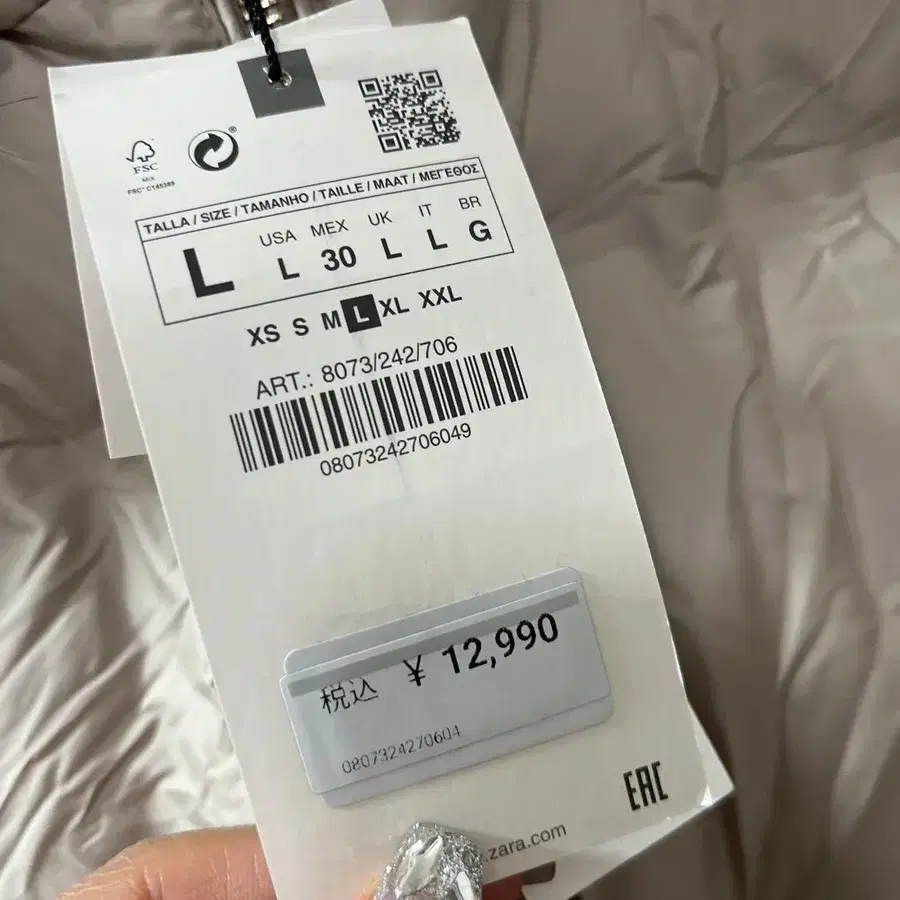 FSC
MIX
FSC® C145385
®
TALLA / SIZE / TAMANHO / TAILLE / MAAT / ΜΕΓΕΘΟΣ
L
USA MEX UK IT BR
L 30 L L G
XS S M L XL XXL
ART.: 8073/242/706
08073242706049
税込 ¥ 12,990
0807324270604
EAC
.zara.com